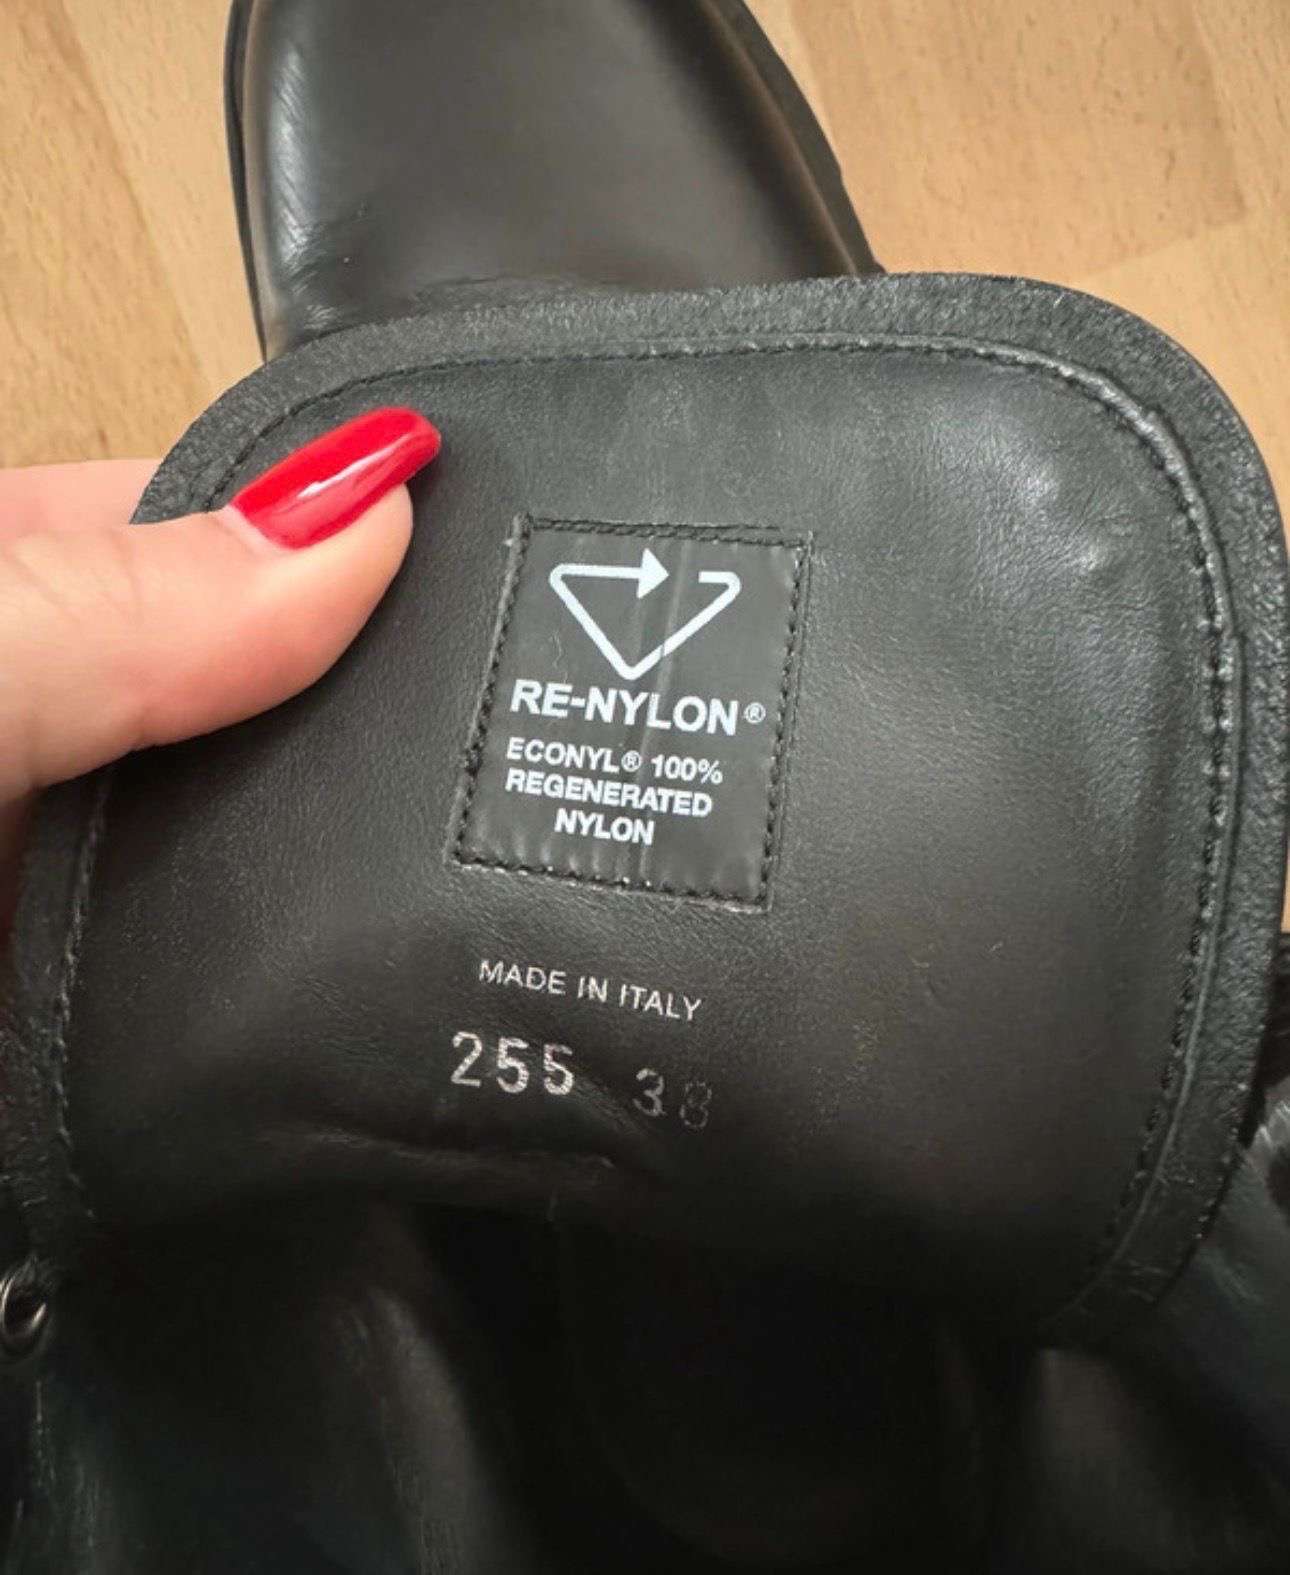 RE-NYLON®
ECONYL® 100%
REGENERATED
NYLON
MADE IN ITALY
255 38